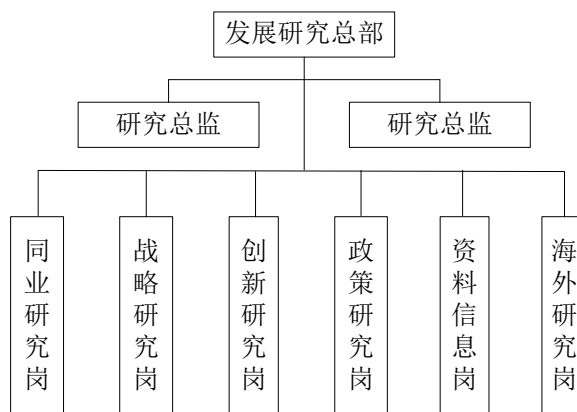 发展研究总部
研究总监
研究总监
同业研究岗
战略研究岗
创新研究岗
政策研究岗
资料信息岗
海外研究岗